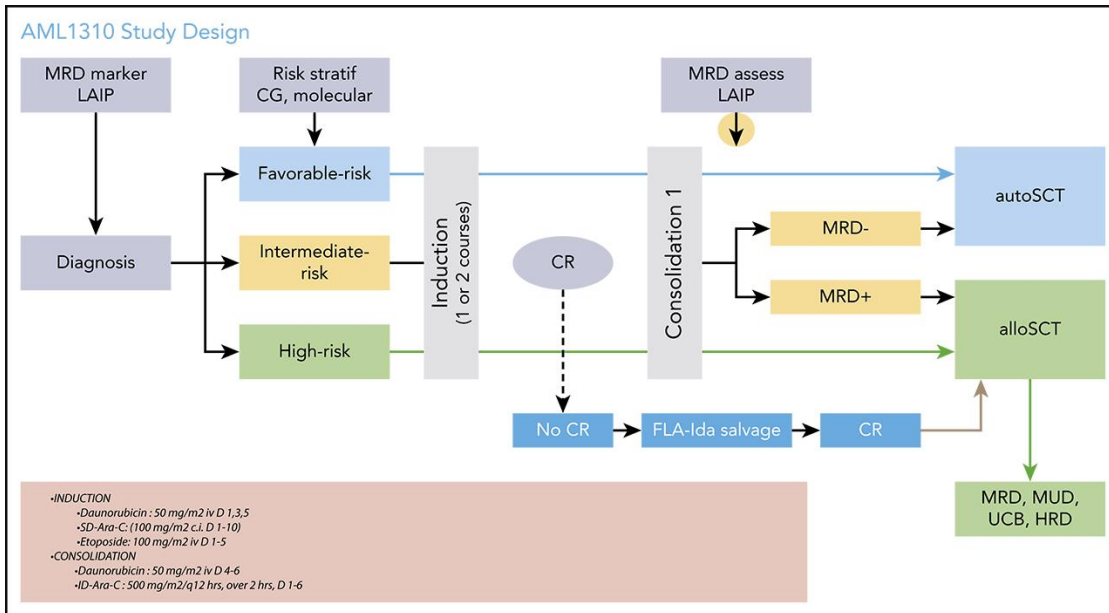 AML1310 Study Design
MRD marker
LAIP
Risk stratif
CG, molecular
MRD assess
LAIP
Favorable-risk
autoSCT
Induction
(1 or 2 courses)
Consolidation 1
MRD-
Diagnosis
Intermediate-
risk
CR
MRD+
High-risk
alloSCT
No CR
FLA-Ida salvage
CR
MRD, MUD,
UCB, HRD
•INDUCTION
•Daunorubicin : 50 mg/m2 iv D 1,3,5
•SD-Ara-C: (100 mg/m2 c.i. D 1-10)
•Etoposide: 100 mg/m2 iv D 1-5
•CONSOLIDATION
•Daunorubicin : 50 mg/m2 iv D 4-6
•ID-Ara-C : 500 mg/m2/q12 hrs, over 2 hrs, D 1-6